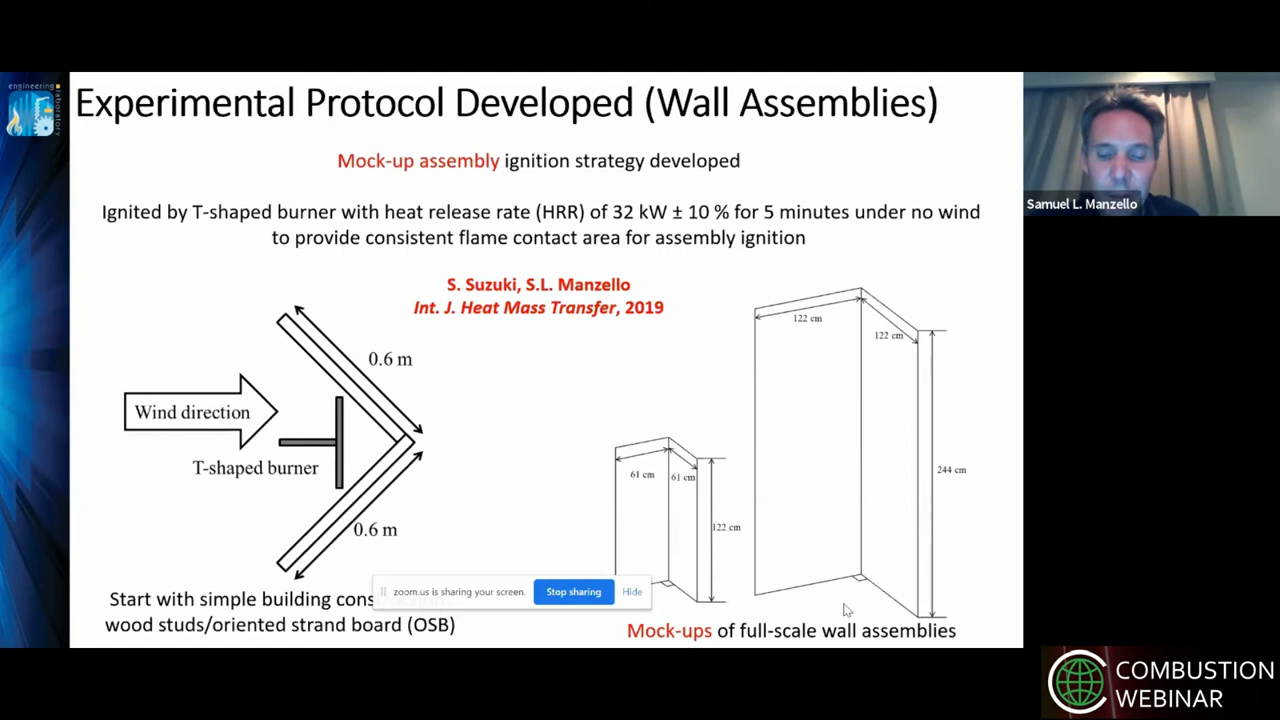 engineering
laboratory
Experimental Protocol Developed (Wall Assemblies)
Mock-up assembly ignition strategy developed
Ignited by T-shaped burner with heat release rate (HRR) of 32 kW ± 10 % for 5 minutes under no wind
to provide consistent flame contact area for assembly ignition
S. Suzuki, S.L. Manzello
Int. J. Heat Mass Transfer, 2019
0.6 m
Wind direction
T-shaped burner
0.6 m
61 cm
61 cm
122 cm
122 cm
122 cm
244 cm
zoom.us is sharing your screen.
Stop sharing
Hide
Start with simple building cons
wood studs/oriented strand board (OSB)
Mock-ups of full-scale wall assemblies
Samuel L. Manzello
COMBUSTION
WEBINAR